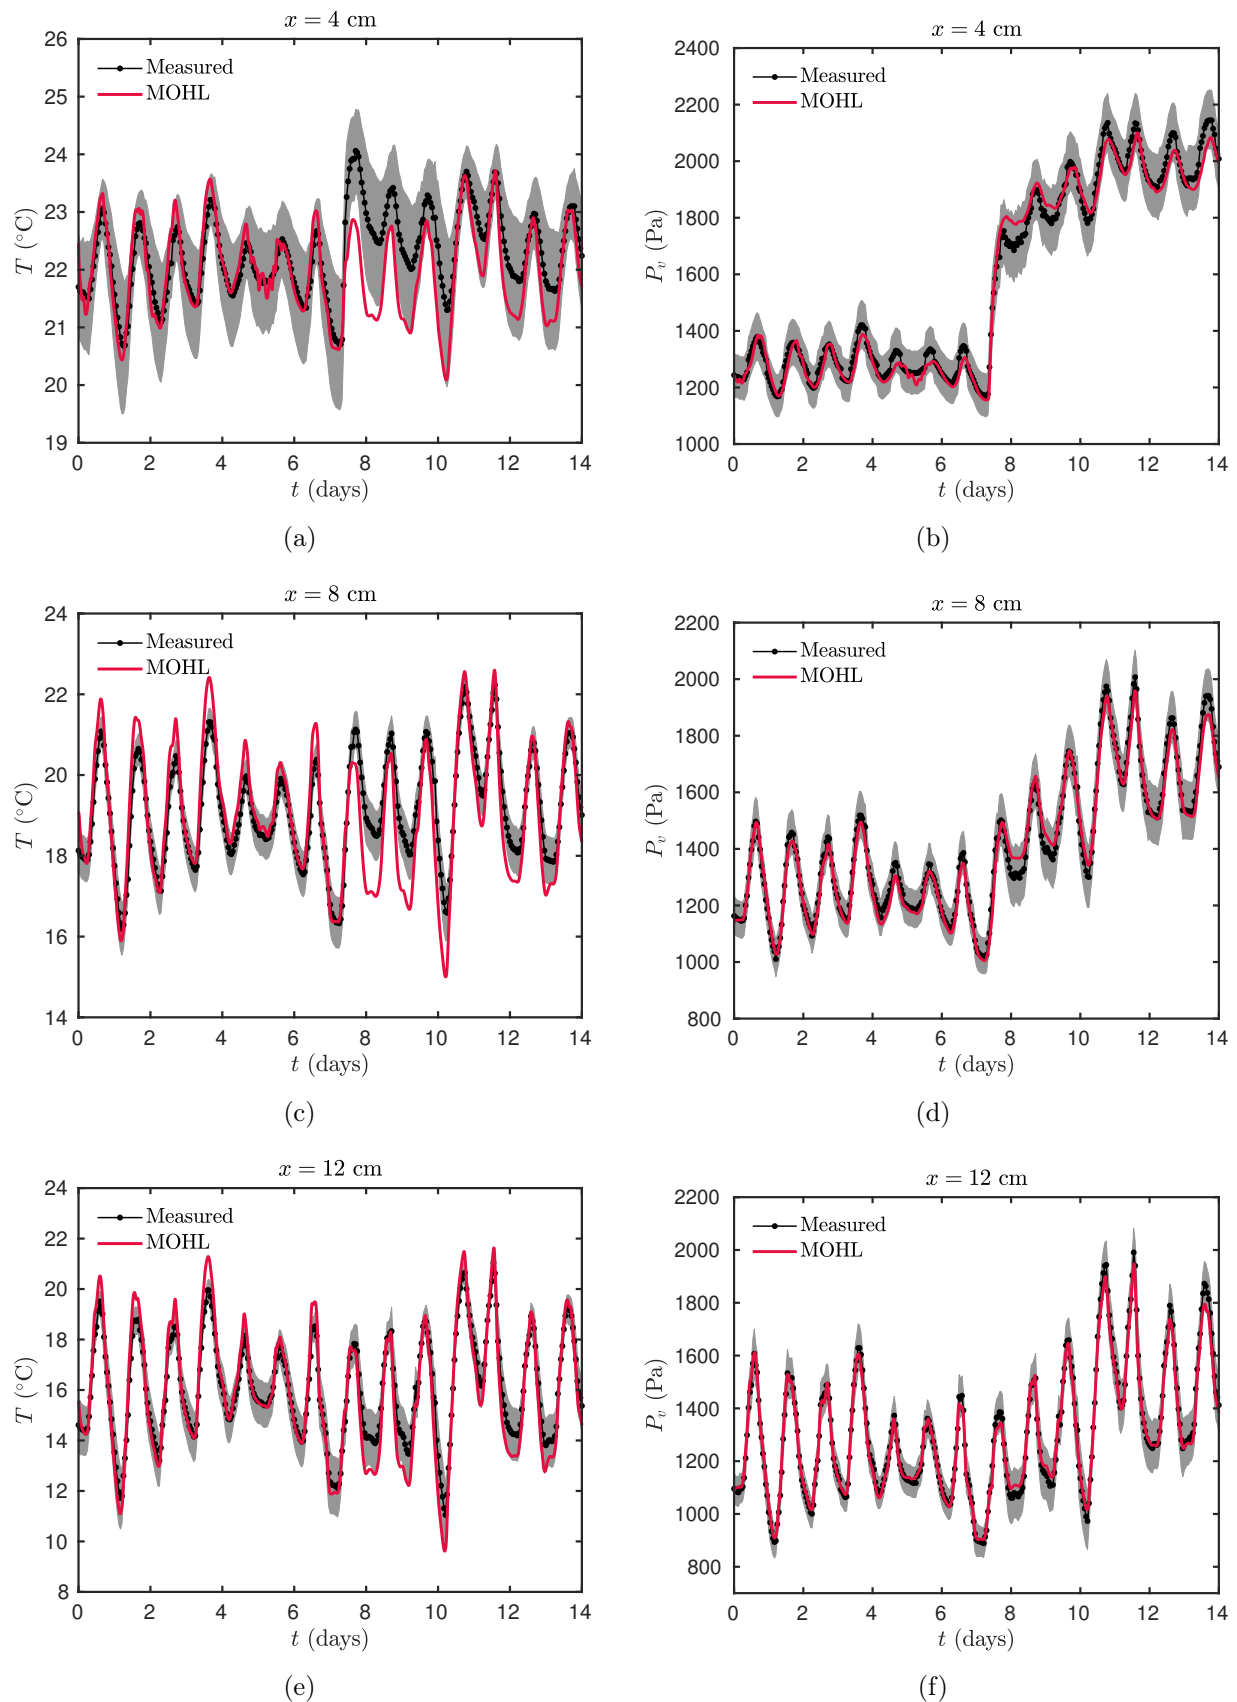 x = 4 cm
26
25
24
23
22
21
20
19
T (°C)
Measured
MOHL
0 2 4 6 8 10 12 14
t (days)
(a)
x = 4 cm
2400
2200
2000
1800
1600
1400
1200
1000
P_v (Pa)
Measured
MOHL
0 2 4 6 8 10 12 14
t (days)
(b)
x = 8 cm
24
22
20
18
16
14
T (°C)
Measured
MOHL
0 2 4 6 8 10 12 14
t (days)
(c)
x = 8 cm
2200
2000
1800
1600
1400
1200
1000
800
P_v (Pa)
Measured
MOHL
0 2 4 6 8 10 12 14
t (days)
(d)
x = 12 cm
24
22
20
18
16
14
12
10
8
T (°C)
Measured
MOHL
0 2 4 6 8 10 12 14
t (days)
(e)
x = 12 cm
2200
2000
1800
1600
1400
1200
1000
800
P_v (Pa)
Measured
MOHL
0 2 4 6 8 10 12 14
t (days)
(f)